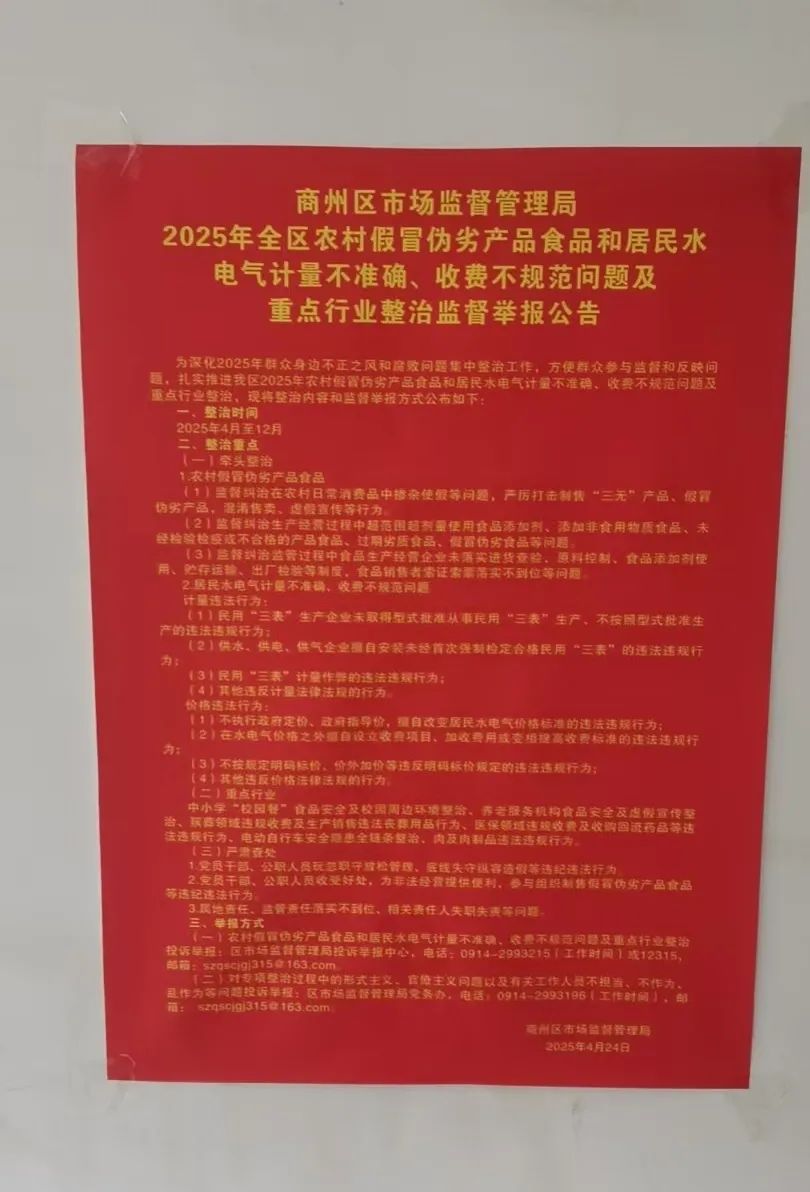 商州区市场监督管理局
2025年全区农村假冒伪劣产品食品和居民水
电气计量不准确、收费不规范问题及
重点行业整治监督举报公告
为深化2025年群众身边不正之风和腐败问题集中整治工作，方便群众参与监督和反映问
题，扎实推进我区2025年农村假冒伪劣产品食品和居民水电气计量不准确、收费不规范问题及
重点行业整治，现将整治内容和监督举报方式公布如下：
一、整治时间
2025年4月至12月
二、整治重点
（一）牵头整治
1.农村假冒伪劣产品食品
（1）监督纠治在农村日常消费品中掺杂使假等问题，严厉打击制售“三无”产品、假冒
伪劣产品，混淆售卖、虚假宣传等行为。
（2）监督纠治生产经营过程中超范围超剂量使用食品添加剂、添加非食用物质食品、未
经检验检疫或不合格的产品食品、过期劣质食品、假冒伪劣食品等问题。
（3）监督纠治监管过程中食品生产经营企业未落实进货查验、原料控制、食品添加剂使
用、贮存运输、出厂检验等制度，食品销售者索证索票落实不到位等问题。
2.居民水电气计量不准确、收费不规范问题
计量违法行为：
（1）民用“三表”生产企业未取得型式批准从事民用“三表”生产、不按照型式批准生
产的违法违规行为；
（2）供水、供电、供气企业擅自安装未经首次强制检定合格民用“三表”的违法违规行
为；
（3）民用“三表”计量作弊的违法违规行为；
（4）其他违反计量法律法规的行为。
价格违法行为：
（1）不执行政府定价、政府指导价，擅自改变居民水电气价格标准的违法违规行为；
（2）在水电气价格之外擅自设立收费项目、加收费用或变相提高收费标准的违法违规行
为；
（3）不按规定明码标价、价外加价等违反明码标价规定的违法违规行为；
（4）其他违反价格法律法规的行为。
（二）重点行业
中小学“校园餐”食品安全及校园周边环境整治、养老服务机构食品安全及虚假宣传整
治、殡葬领域违规收费及生产销售违法丧葬用品行为、医保领域违规收费及收购回流药品等违
法违规行为、电动自行车安全隐患全链条整治、肉及肉制品违法违规行为。
（三）严肃查处
1.党员干部、公职人员玩忽职守放松管理、底线失守纵容造假等违纪违法行为。
2.党员干部、公职人员收受好处，为非法经营提供便利，参与组织制售假冒伪劣产品食品
等违纪违法行为。
3.属地责任、监管责任落实不到位，相关责任人失职失责等问题。
三、举报方式
（一）农村假冒伪劣产品食品和居民水电气计量不准确、收费不规范问题及重点行业整治
投诉举报：区市场监督管理局投诉举报中心，电话：0914-2993215（工作时间）或12315，
邮箱：szqscjgj315@163.com。
（二）对专项整治过程中的形式主义、官僚主义问题以及有关工作人员不担当、不作为、
乱作为等问题投诉举报：区市场监督管理局党务办，电话：0914-2993196（工作时间），邮
箱：szqscjgj315@163.com。
商州区市场监督管理局
2025年4月24日